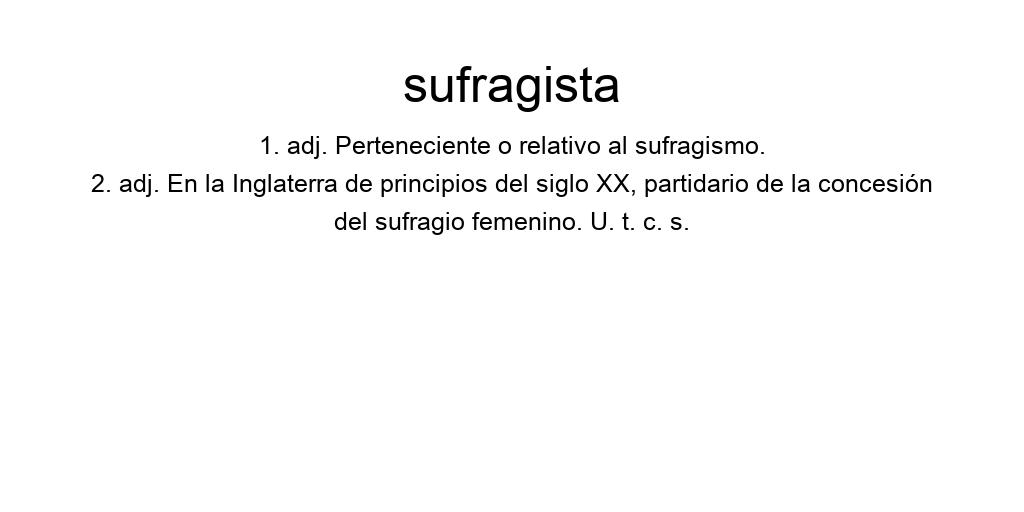 sufragista
1. adj. Perteneciente o relativo al sufragismo.
2. adj. En la Inglaterra de principios del siglo XX, partidario de la concesión
del sufragio femenino. U. t. c. s.